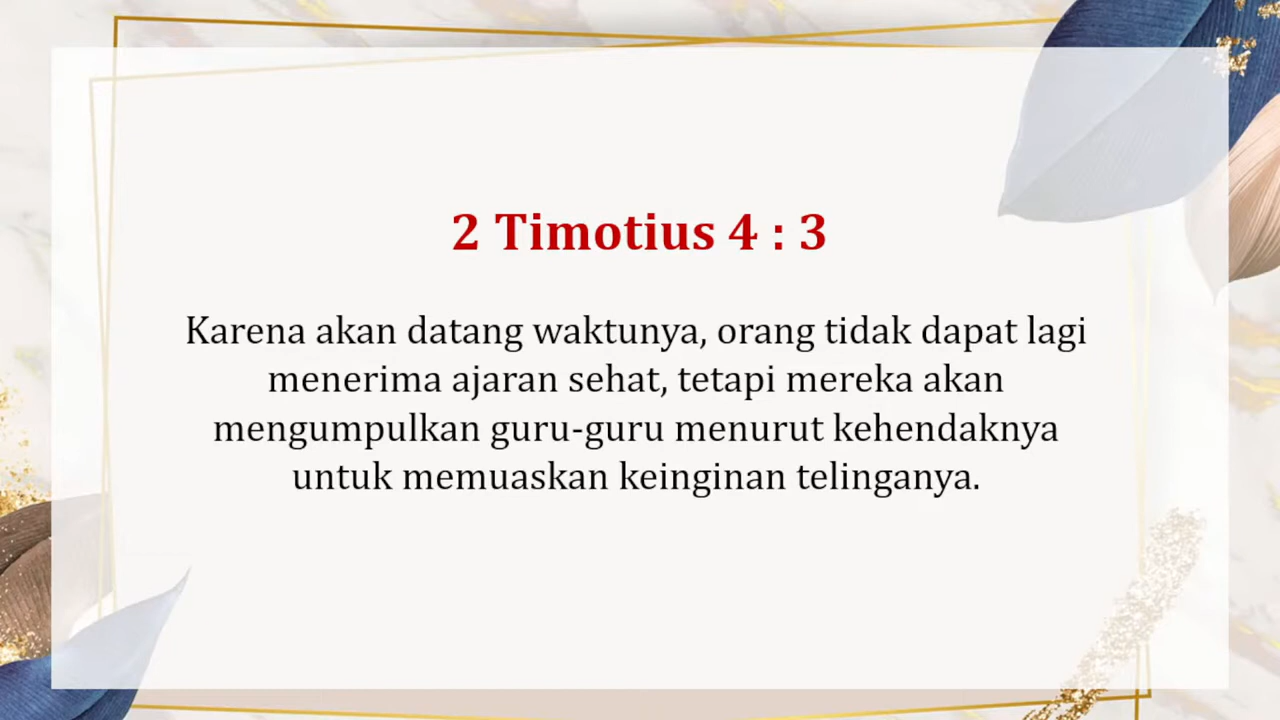 2 Timotius 4 : 3
Karena akan datang waktunya, orang tidak dapat lagi
menerima ajaran sehat, tetapi mereka akan
mengumpulkan guru-guru menurut kehendaknya
untuk memuaskan keinginan telinganya.